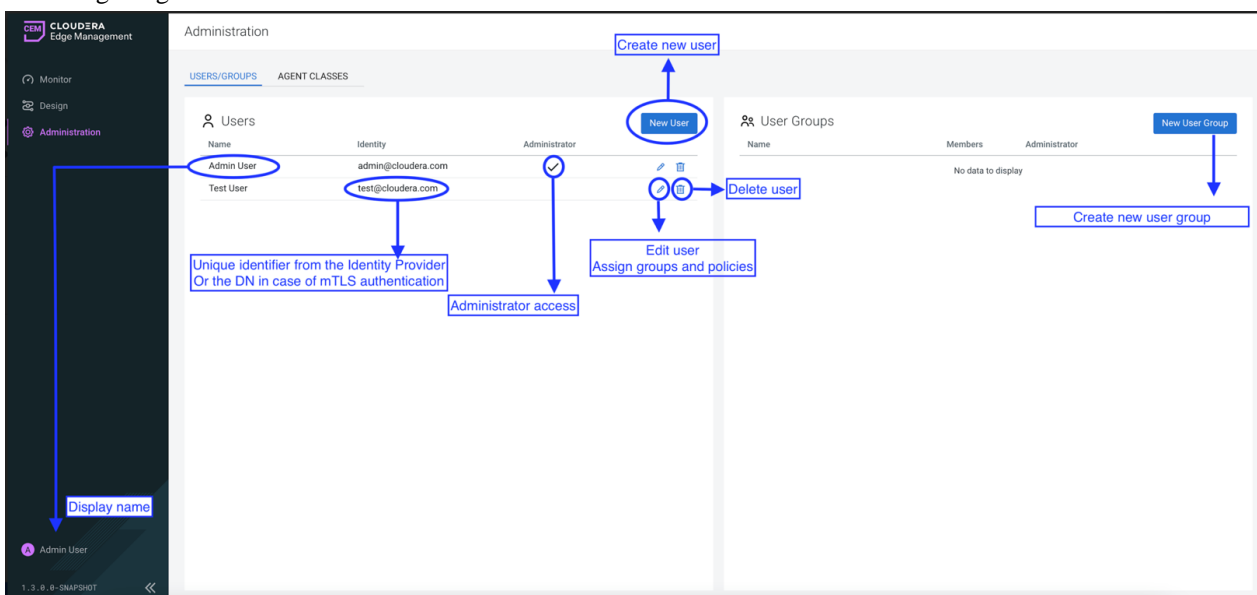 CEM CLOUDERA
Edge Management
Administration
Create new user
Monitor
USERS/GROUPS AGENT CLASSES
Design
Administration
Users
New User
User Groups
New User Group
Name Identity Administrator
Name Members Administrator
Admin User admin@cloudera.com
No data to display
Test User test@cloudera.com
Delete user
Create new user group
Edit user
Assign groups and policies
Unique identifier from the Identity Provider
Or the DN in case of mTLS authentication
Administrator access
Display name
A Admin User
1.3.0.0-SNAPSHOT